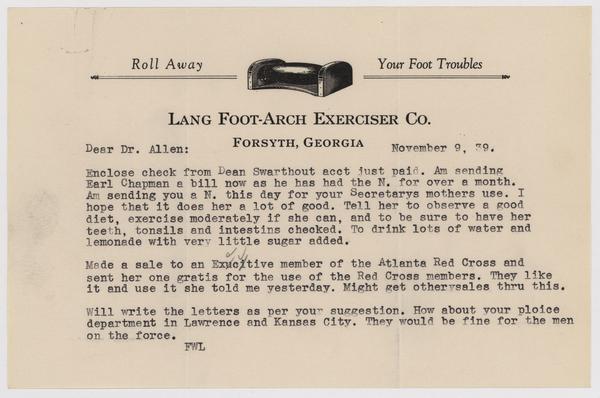 Roll Away Your Foot Troubles
LANG FOOT-ARCH EXERCISER CO.
FORSYTH, GEORGIA
Dear Dr. Allen: November 9, 39.
Enclose check from Dean Swarthout acct just paid. Am sending
Earl Chapman a bill now as he has had the N. for over a month.
Am sending you a N. this day for your Secretarys mothers use. I
hope that it does her a lot of good. Tell her to observe a good
diet, exercise moderately if she can, and to be sure to have her
teeth, tonsils and intestins checked. To drink lots of water and
lemonade with very little sugar added.
Made a sale to an Executive member of the Atlanta Red Cross and
sent her one gratis for the use of the Red Cross members. They like
it and use it she told me yesterday. Might get othersales thru this.
Will write the letters as per your suggestion. How about your ploice
department in Lawrence and Kansas City. They would be fine for the men
on the force.
FWL